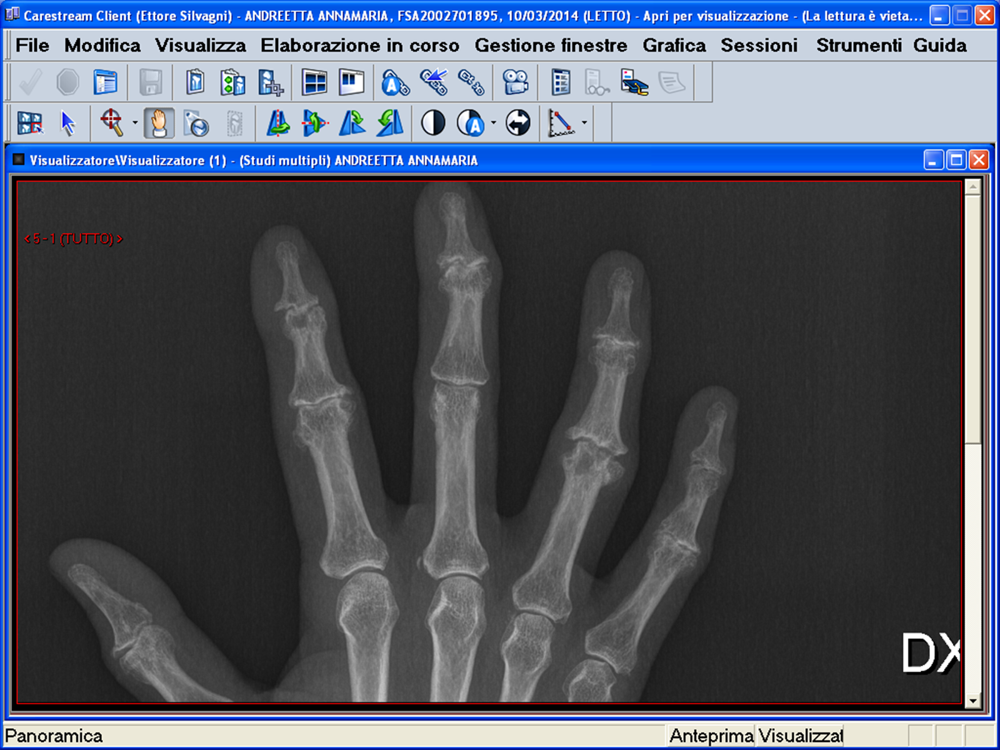 Carestream Client (Ettore Silvagni) - ANDREETTA ANNAMARIA, FSA2002701895, 10/03/2014 (LETTO) - Apri per visualizzazione - (La lettura è vieta...
File Modifica Visualizza Elaborazione in corso Gestione finestre Grafica Sessioni Strumenti Guida
A
A
Visualizzatore\Visualizzatore (1) - (Studi multipli) ANDREETTA ANNAMARIA
<5-1 (TUTTO)>
DX
Panoramica Anteprima Visualizzat